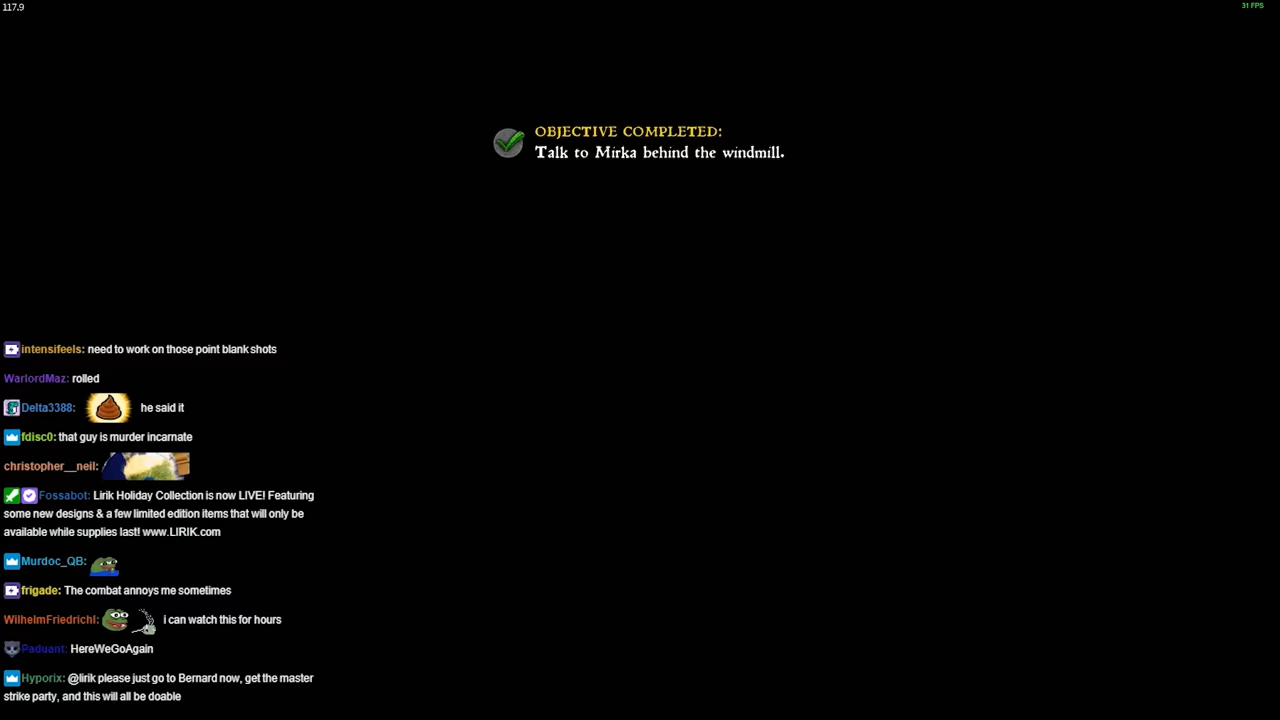 117.9
31 FPS
OBJECTIVE COMPLETED:
Talk to Mirka behind the windmill.
intensifeels: need to work on those point blank shots
WarlordMaz: rolled
Delta3388: he said it
fdisc0: that guy is murder incarnate
christopher__neil:
Fossabot: Lirik Holiday Collection is now LIVE! Featuring
some new designs & a few limited edition items that will only be
available while supplies last! www.LIRIK.com
Murdoc_QB:
frigade: The combat annoys me sometimes
WilhelmFriedrichI: i can watch this for hours
Paduant: HereWeGoAgain
Hyporix: @lirik please just go to Bernard now, get the master
strike party, and this will all be doable